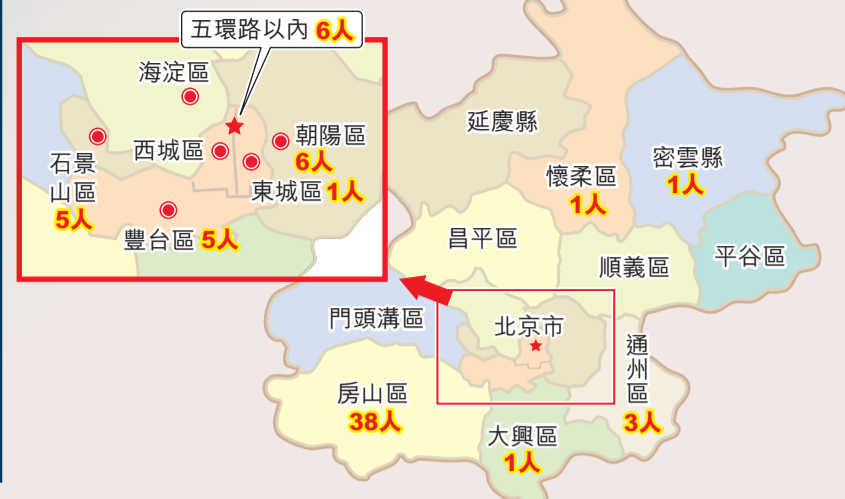 五環路以內 6人
海淀區
西城區
朝陽區
6人
石景
山區
5人
東城區 1人
豐台區 5人
延慶縣
懷柔區
1人
密雲縣
1人
昌平區
順義區
平谷區
門頭溝區
北京市
通州區
3人
房山區
38人
大興區
1人